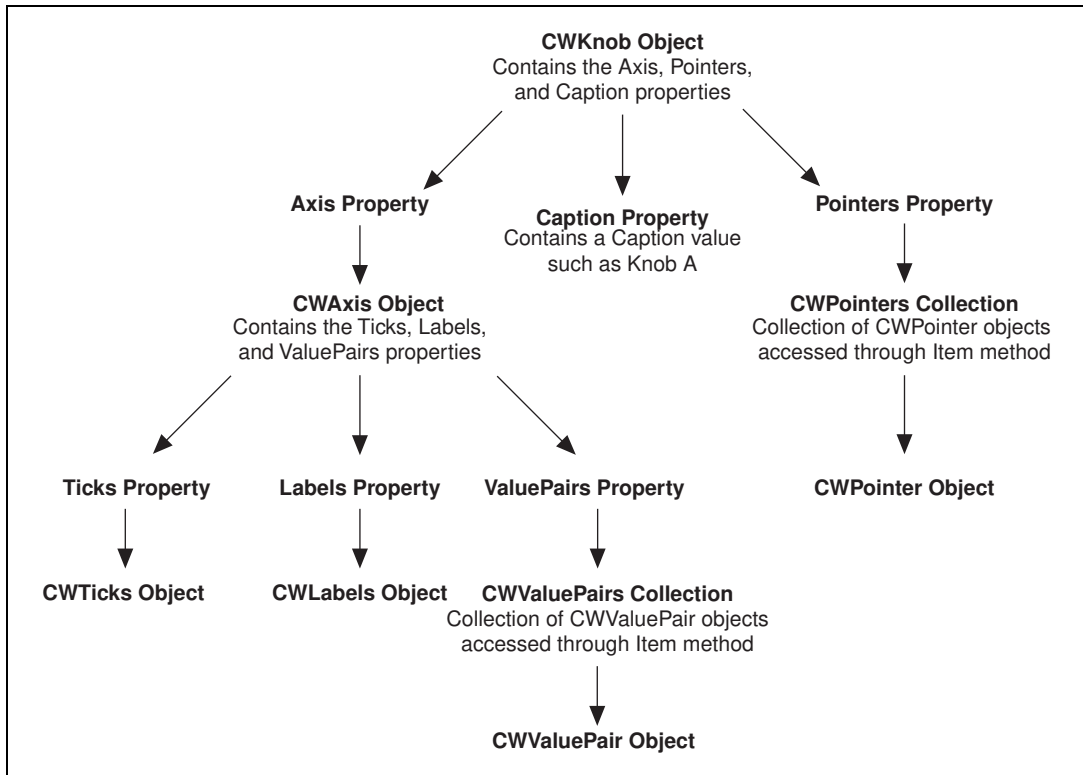 CWKnob Object
Contains the Axis, Pointers,
and Caption properties
Axis Property
Caption Property
Contains a Caption value
such as Knob A
Pointers Property
CWAxis Object
Contains the Ticks, Labels,
and ValuePairs properties
CWPointers Collection
Collection of CWPointer objects
accessed through Item method
Ticks Property
Labels Property
ValuePairs Property
CWPointer Object
CWTicks Object
CWLabels Object
CWValuePairs Collection
Collection of CWValuePair objects
accessed through Item method
CWValuePair Object